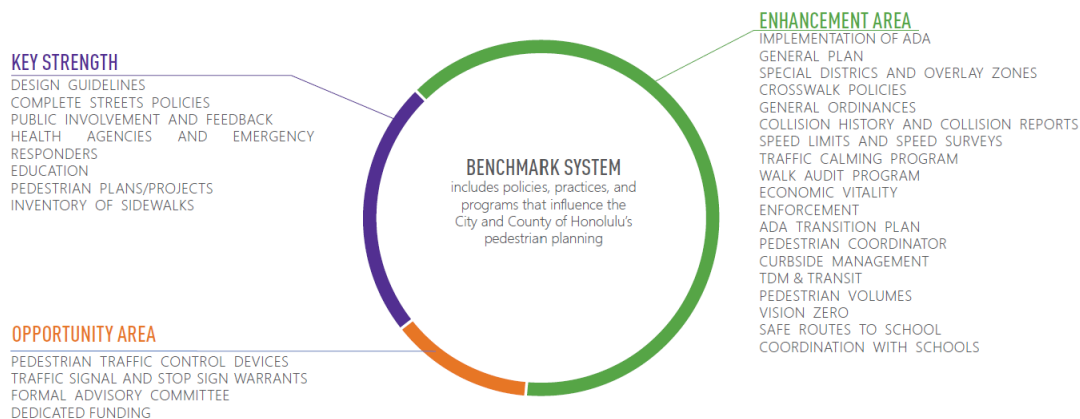 KEY STRENGTH
DESIGN GUIDELINES
COMPLETE STREETS POLICIES
PUBLIC INVOLVEMENT AND FEEDBACK
HEALTH AGENCIES AND EMERGENCY
RESPONDERS
EDUCATION
PEDESTRIAN PLANS/PROJECTS
INVENTORY OF SIDEWALKS
OPPORTUNITY AREA
PEDESTRIAN TRAFFIC CONTROL DEVICES
TRAFFIC SIGNAL AND STOP SIGN WARRANTS
FORMAL ADVISORY COMMITTEE
DEDICATED FUNDING
BENCHMARK SYSTEM
includes policies, practices, and
programs that influence the
City and County of Honolulu's
pedestrian planning
ENHANCEMENT AREA
IMPLEMENTATION OF ADA
GENERAL PLAN
SPECIAL DISTRICS AND OVERLAY ZONES
CROSSWALK POLICIES
GENERAL ORDINANCES
COLLISION HISTORY AND COLLISION REPORTS
SPEED LIMITS AND SPEED SURVEYS
TRAFFIC CALMING PROGRAM
WALK AUDIT PROGRAM
ECONOMIC VITALITY
ENFORCEMENT
ADA TRANSITION PLAN
PEDESTRIAN COORDINATOR
CURBSIDE MANAGEMENT
TDM & TRANSIT
PEDESTRIAN VOLUMES
VISION ZERO
SAFE ROUTES TO SCHOOL
COORDINATION WITH SCHOOLS